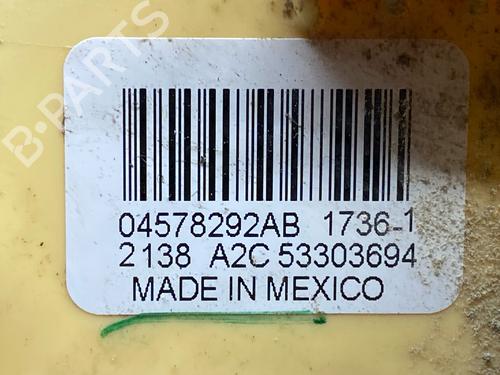 B-PARTS
04578292AB 1736-1
2138 A2C 53303694
MADE IN MEXICO